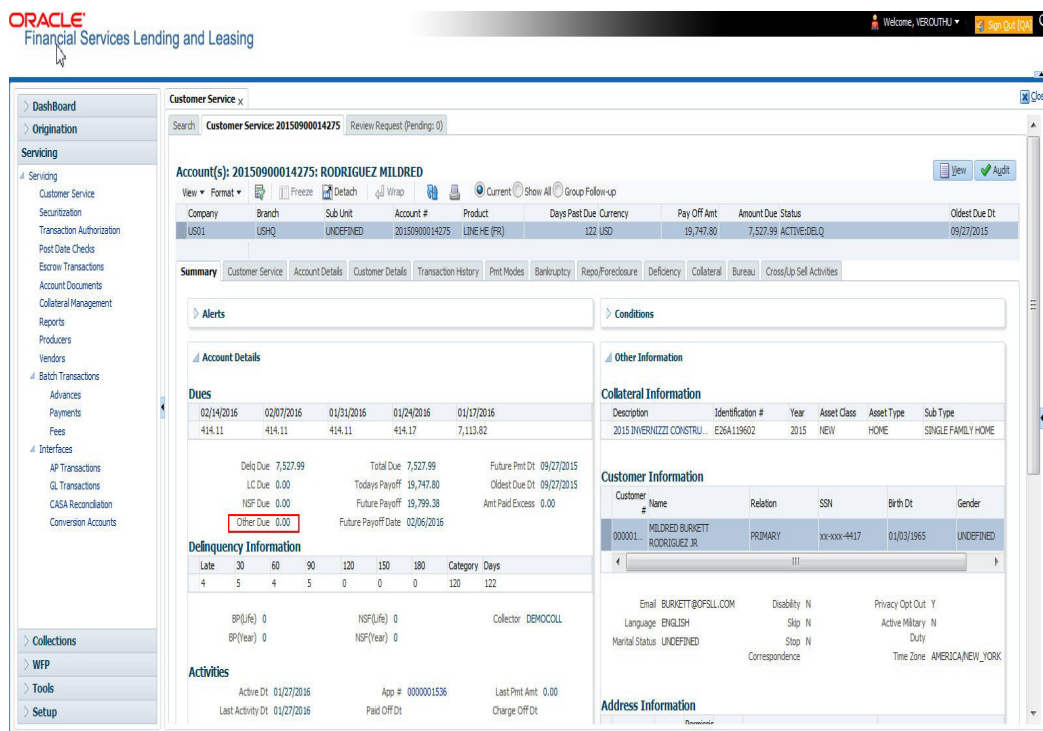 ORACLE
Financial Services Lending and Leasing
Welcome, VEROUTHU
Sign Out [QA]
DashBoard
Origination
Servicing
Servicing
Customer Service
Securitization
Transaction Authorization
Post Date Checks
Escrow Transactions
Account Documents
Collateral Management
Reports
Producers
Vendors
Batch Transactions
Advances
Payments
Fees
Interfaces
AP Transactions
GL Transactions
CASA Reconciliation
Conversion Accounts
Collections
WFP
Tools
Setup
Customer Service x
Search Customer Service: 20150900014275 Review Request (Pending: 0)
Account(s): 20150900014275: RODRIGUEZ MILDRED
View Audit
View Format Freeze Detach Wrap Current Show All Group Follow-up
Company Branch Sub Unit Account # Product Days Past Due Currency Pay Off Amt Amount Due Status Oldest Due Dt
US01 USHQ UNDEFINED 20150900014275 LINE HE (FR) 122 USD 19,747.80 7,527.99 ACTIVE:DELQ 09/27/2015
Summary Customer Service Account Details Customer Details Transaction History Pmt Modes Bankruptcy Repo/Foreclosure Deficiency Collateral Bureau Cross/Up Sell Activities
Alerts
Account Details
Dues
02/14/2016 02/07/2016 01/31/2016 01/24/2016 01/17/2016
414.11 414.11 414.11 414.17 7,113.82
Delq Due 7,527.99 Total Due 7,527.99 Future Pmt Dt 09/27/2015
LC Due 0.00 Todays Payoff 19,747.80 Oldest Due Dt 09/27/2015
NSF Due 0.00 Future Payoff 19,799.38 Amt Paid Excess 0.00
Other Due 0.00 Future Payoff Date 02/06/2016
Delinquency Information
Late 30 60 90 120 150 180 Category Days
4 5 4 5 0 0 0 120 122
BP(Life) 0 NSF(Life) 0 Collector DEMOCOLL
BP(Year) 0 NSF(Year) 0
Activities
Active Dt 01/27/2016 App # 0000001536 Last Pmt Amt 0.00
Last Activity Dt 01/27/2016 Paid Off Dt Charge Off Dt
Conditions
Other Information
Collateral Information
Description Identification # Year Asset Class Asset Type Sub Type
2015 INVERNIZZI CONSTRU... E26A119602 2015 NEW HOME SINGLE FAMILY HOME
Customer Information
Customer # Name Relation SSN Birth Dt Gender
000001... MILDRED BURKETT RODRIGUEZ JR PRIMARY xx-xxx-4417 01/03/1965 UNDEFINED
Email BURKETT@OFSLL.COM Disability N Privacy Opt Out Y
Language ENGLISH Skip N Active Military Duty N
Marital Status UNDEFINED Stop Correspondence N Time Zone AMERICA/NEW_YORK
Address Information